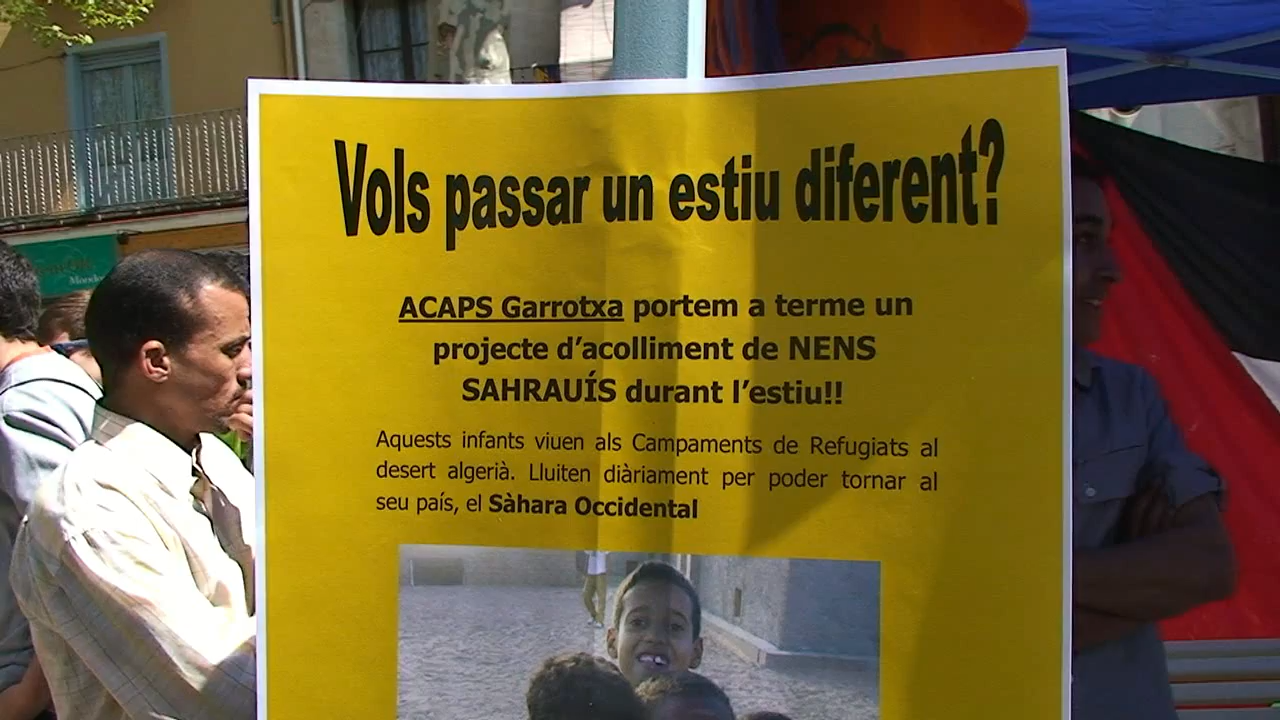 Vols passar un estiu diferent?
ACAPS Garrotxa portem a terme un
projecte d'acolliment de NENS
SAHRAUÍS durant l'estiu!!
Aquests infants viuen als Campaments de Refugiats al
desert algerià. Lluiten diàriament per poder tornar al
seu país, el Sàhara Occidental